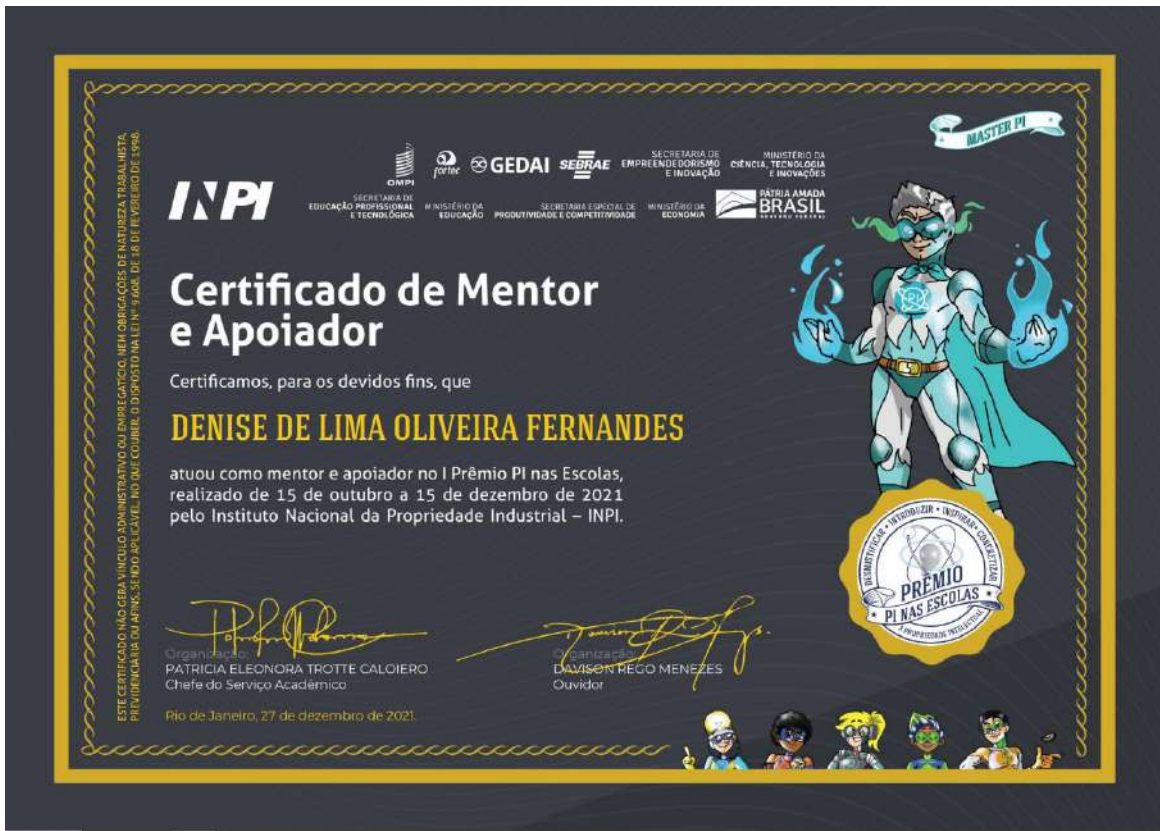 ESTE CERTIFICADO NÃO GERA VÍNCULO ADMINISTRATIVO OU EMPREGATÍCIO, NEM OBRIGAÇÕES DE NATUREZA TRABALHISTA,
PREVIDENCIÁRIA OU AFINS, SENDO APLICÁVEL, NO QUE COUBER, O DISPOSTO NA LEI Nº 9.608, DE 18 DE FEVEREIRO DE 1998.
INPI
OMPI
fortec
GEDAI
SEBRAE
SECRETARIA DE
EMPREENDEDORISMO
E INOVAÇÃO
MINISTÉRIO DA
CIÊNCIA, TECNOLOGIA
E INOVAÇÕES
SECRETARIA DE
EDUCAÇÃO PROFISSIONAL
E TECNOLÓGICA
MINISTÉRIO DA
EDUCAÇÃO
SECRETARIA ESPECIAL DE
PRODUTIVIDADE E COMPETITIVIDADE
MINISTÉRIO DA
ECONOMIA
PÁTRIA AMADA
BRASIL
GOVERNO FEDERAL
MASTER PI
PI
Certificado de Mentor
e Apoiador
Certificamos, para os devidos fins, que
DENISE DE LIMA OLIVEIRA FERNANDES
atuou como mentor e apoiador no I Prêmio PI nas Escolas,
realizado de 15 de outubro a 15 de dezembro de 2021
pelo Instituto Nacional da Propriedade Industrial – INPI.
DESMISTIFICAR • INTRODUZIR • INSPIRAR • CONCRETIZAR
PRÊMIO
PI NAS ESCOLAS
A PROPRIEDADE INTELECTUAL
Organização:
PATRICIA ELEONORA TROTTE CALOIERO
Chefe do Serviço Acadêmico
Organização:
DAVISON REGO MENEZES
Ouvidor
Rio de Janeiro, 27 de dezembro de 2021.